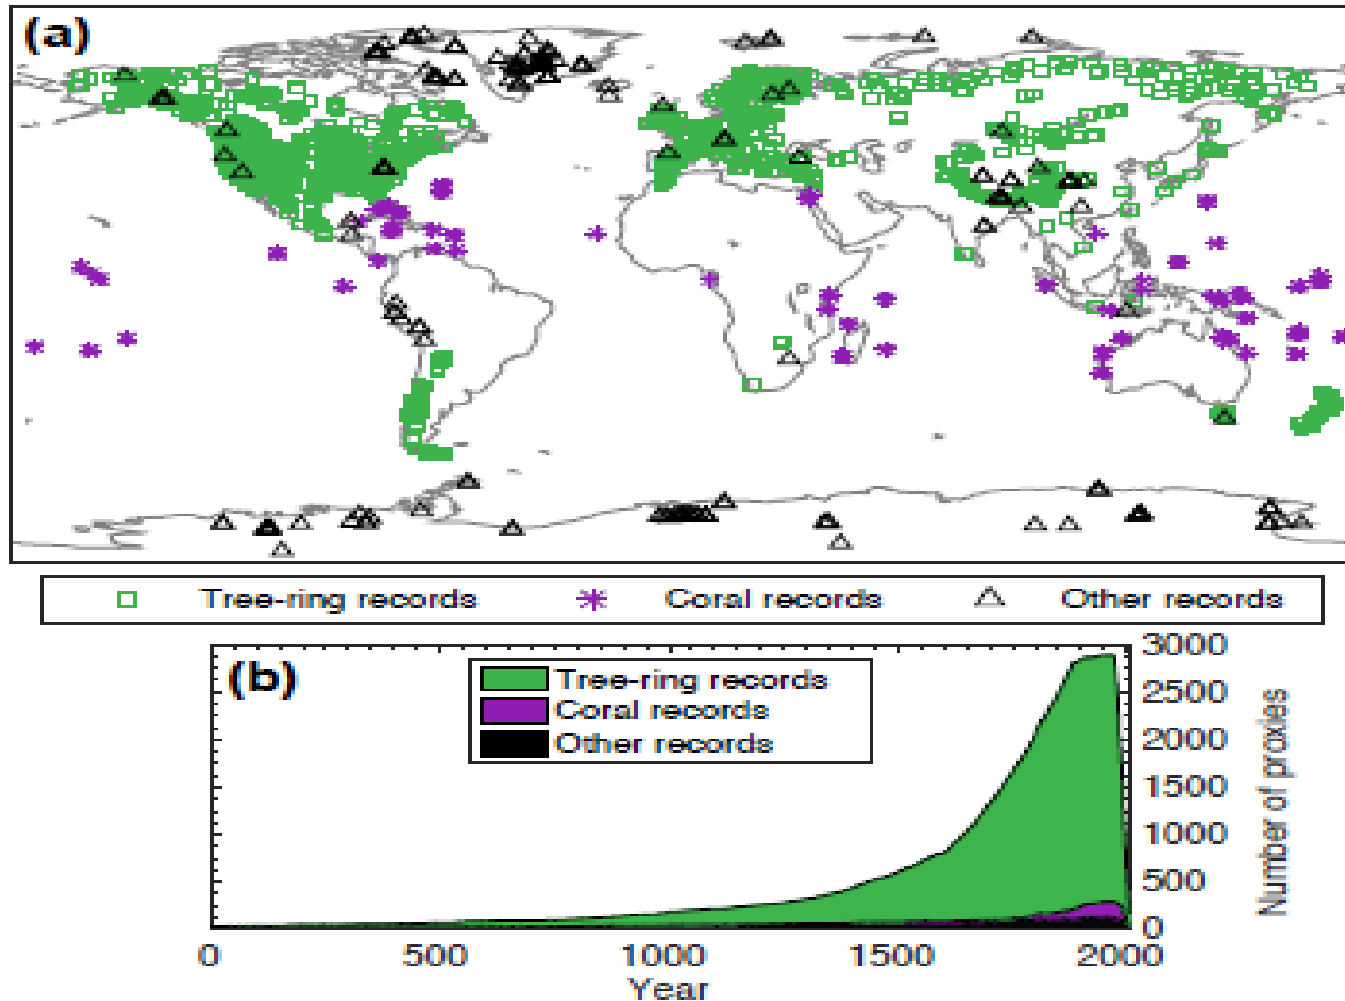 (a)
Tree-ring records
Coral records
Other records
(b)
Tree-ring records
Coral records
Other records
3000
2500
2000
1500
1000
500
0
Number of proxies
0
500
1000
1500
2000
Year